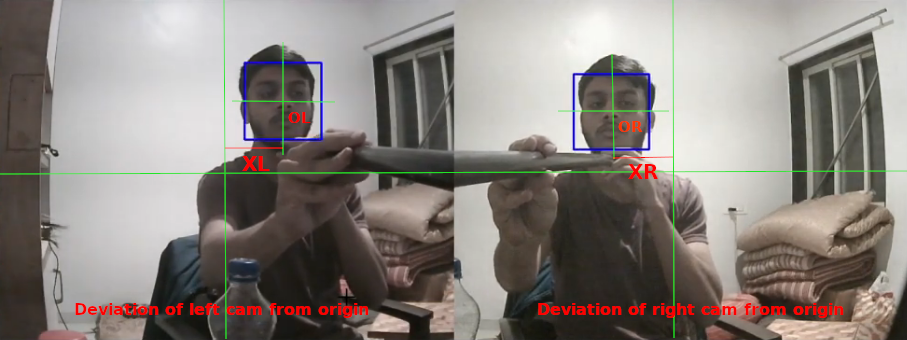 OL
OR
XL
XR
Deviation of left cam from origin
Deviation of right cam from origin